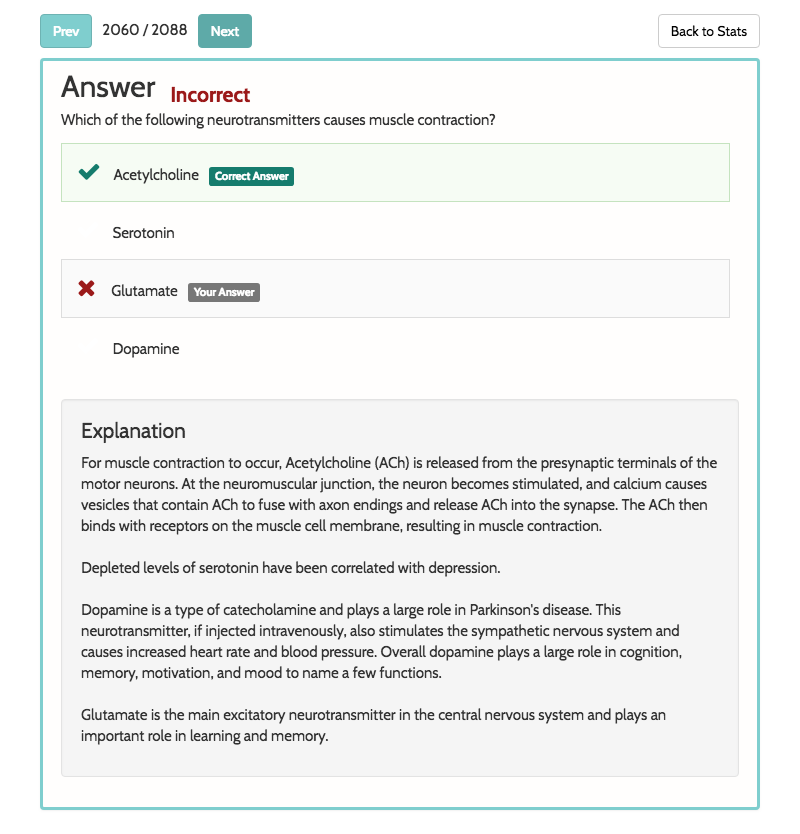 Prev 2060 / 2088 Next Back to Stats
Answer Incorrect
Which of the following neurotransmitters causes muscle contraction?
Acetylcholine Correct Answer
Serotonin
Glutamate Your Answer
Dopamine
Explanation
For muscle contraction to occur, Acetylcholine (ACh) is released from the presynaptic terminals of the
motor neurons. At the neuromuscular junction, the neuron becomes stimulated, and calcium causes
vesicles that contain ACh to fuse with axon endings and release ACh into the synapse. The ACh then
binds with receptors on the muscle cell membrane, resulting in muscle contraction.
Depleted levels of serotonin have been correlated with depression.
Dopamine is a type of catecholamine and plays a large role in Parkinson's disease. This
neurotransmitter, if injected intravenously, also stimulates the sympathetic nervous system and
causes increased heart rate and blood pressure. Overall dopamine plays a large role in cognition,
memory, motivation, and mood to name a few functions.
Glutamate is the main excitatory neurotransmitter in the central nervous system and plays an
important role in learning and memory.